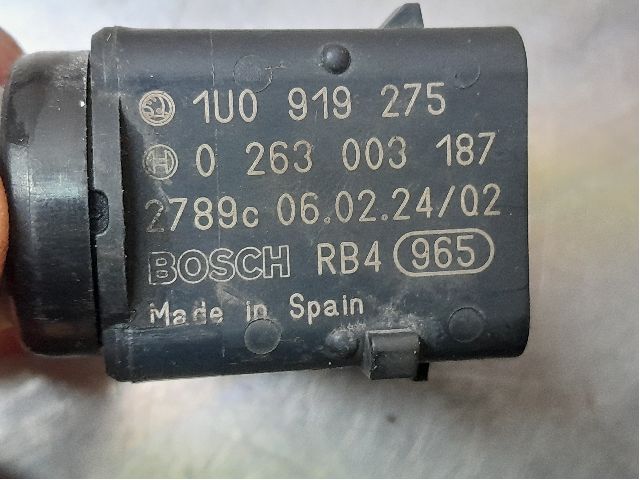 1U0 919 275
0 263 003 187
2789c 06.02.24/02
BOSCH RB4 965
Made in Spain